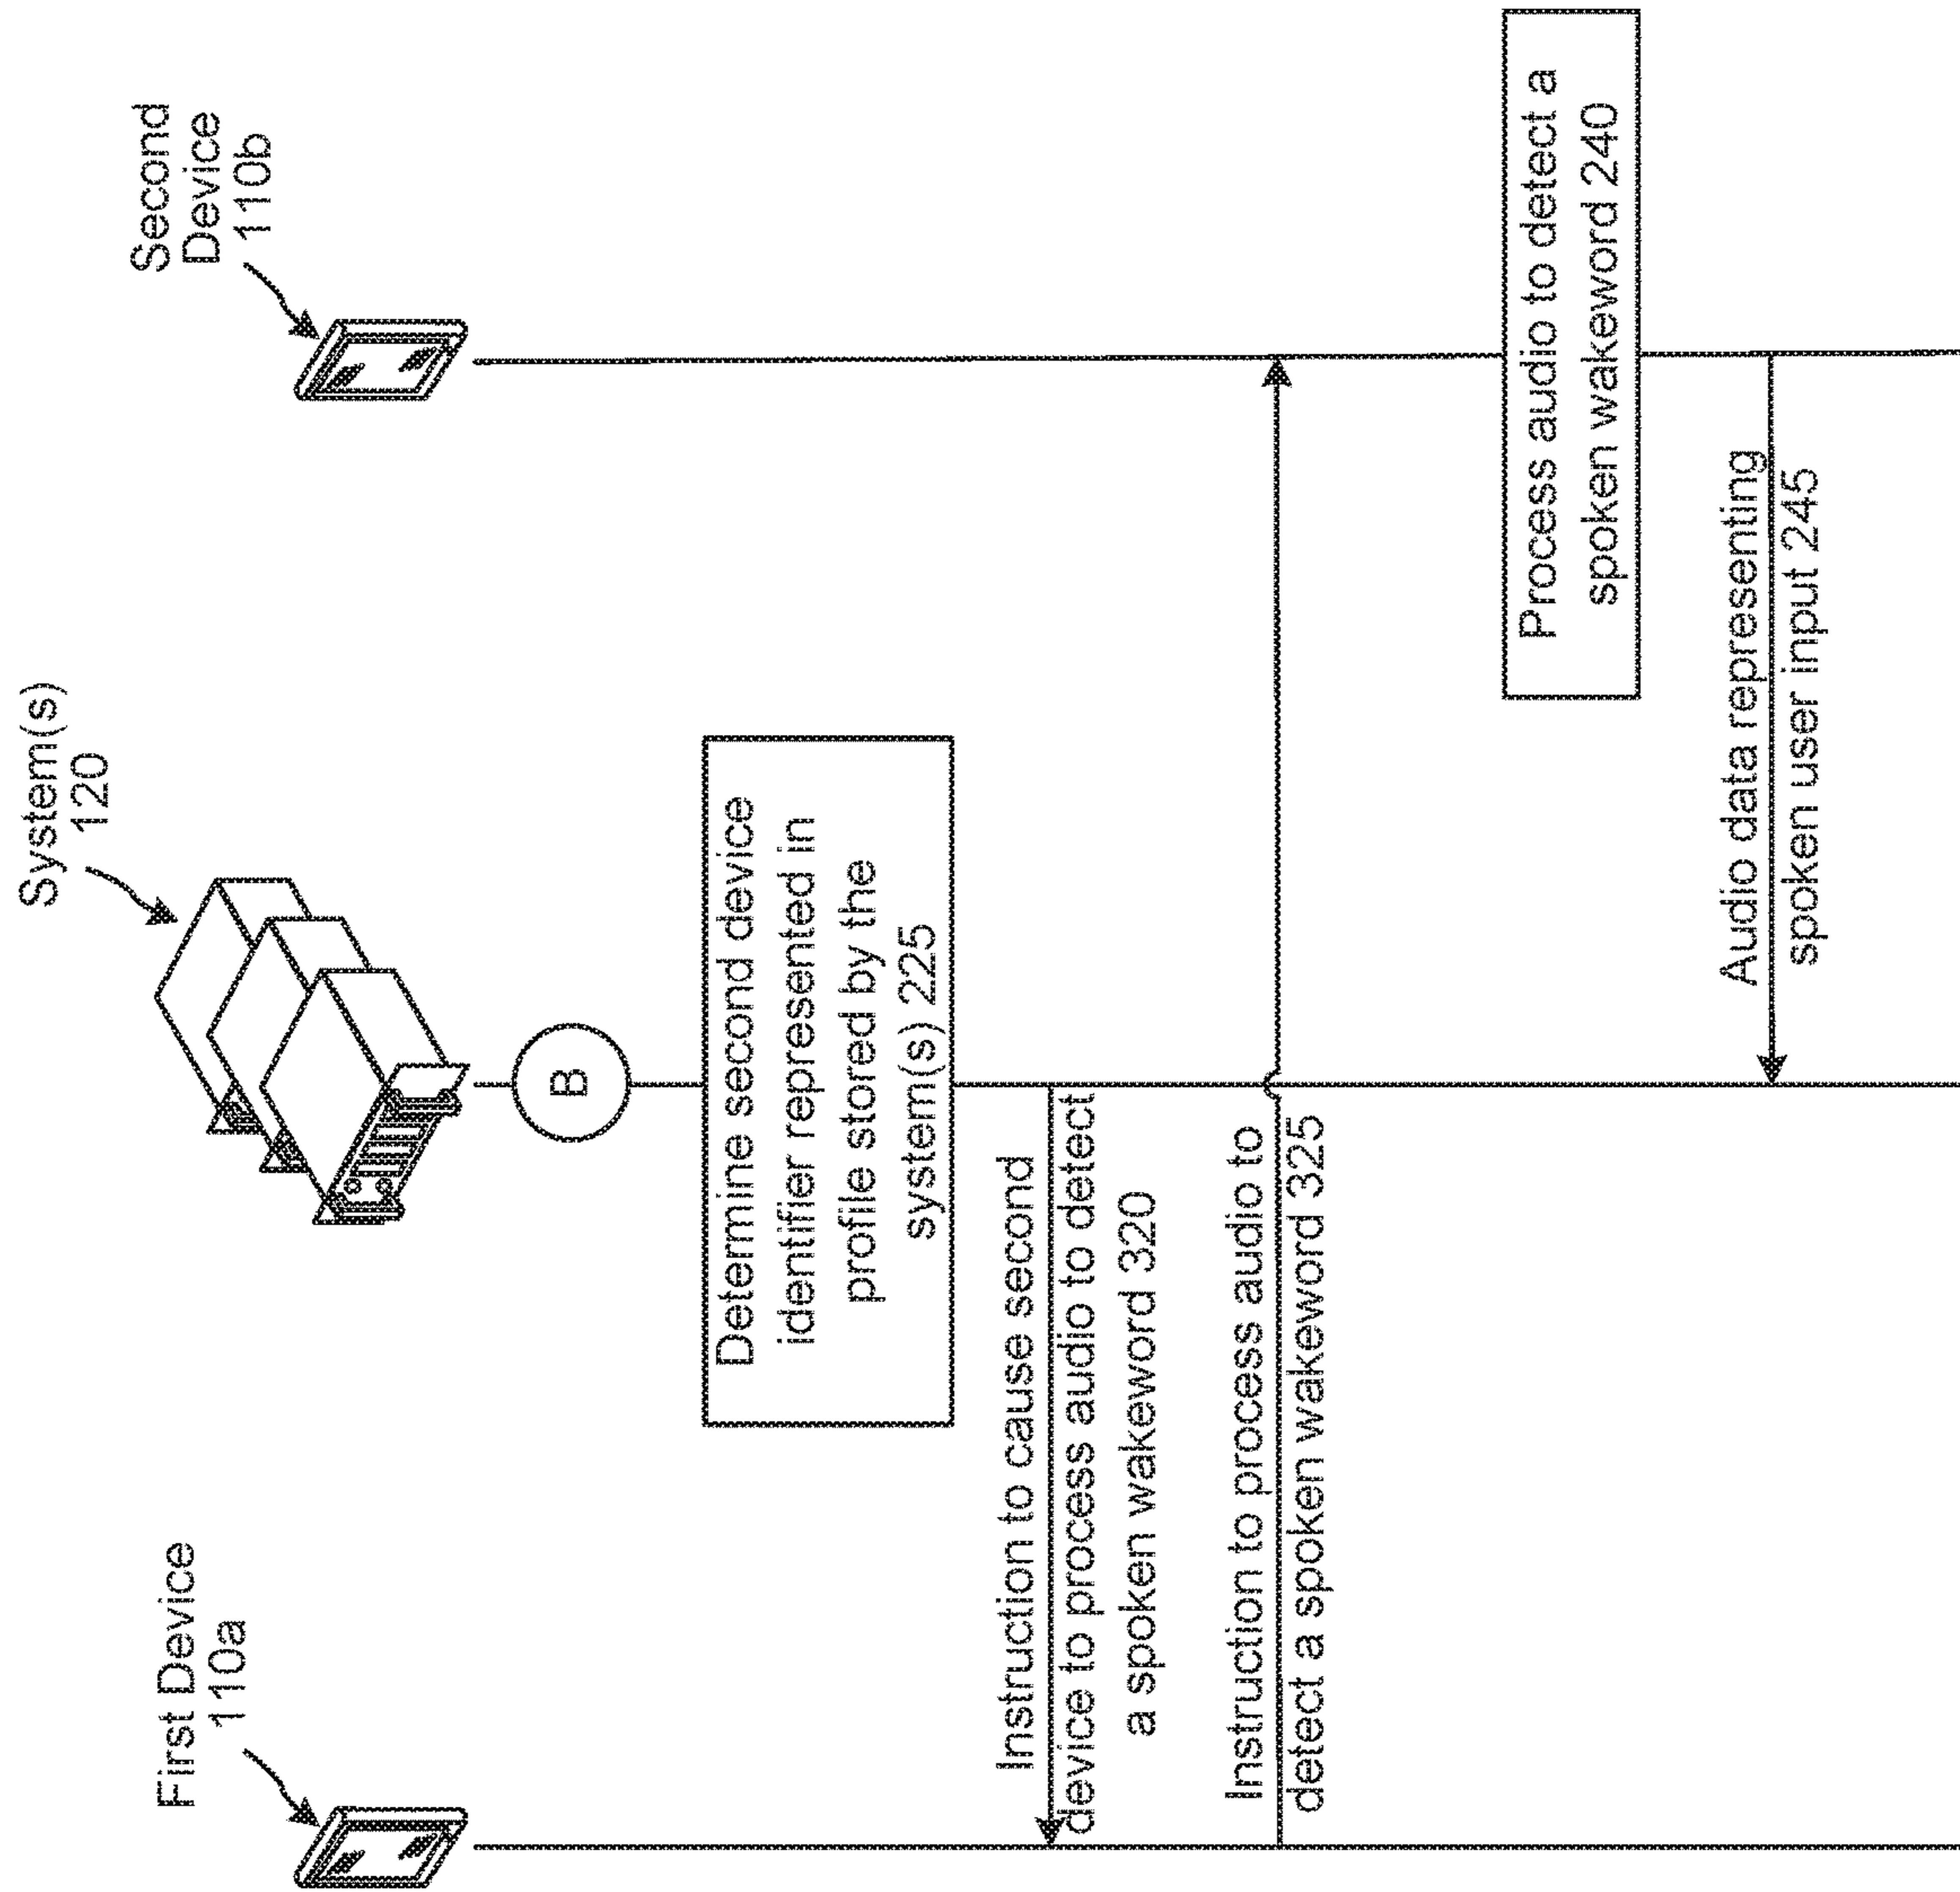 First Device
110a
System(s)
120
Second
Device
110b
B
Determine second device
identifier represented in
profile stored by the
system(s) 225
Instruction to cause second
device to process audio to detect
a spoken wakeword 320
Instruction to process audio to
detect a spoken wakeword 325
Process audio to detect a
spoken wakeword 240
Audio data representing
spoken user input 245